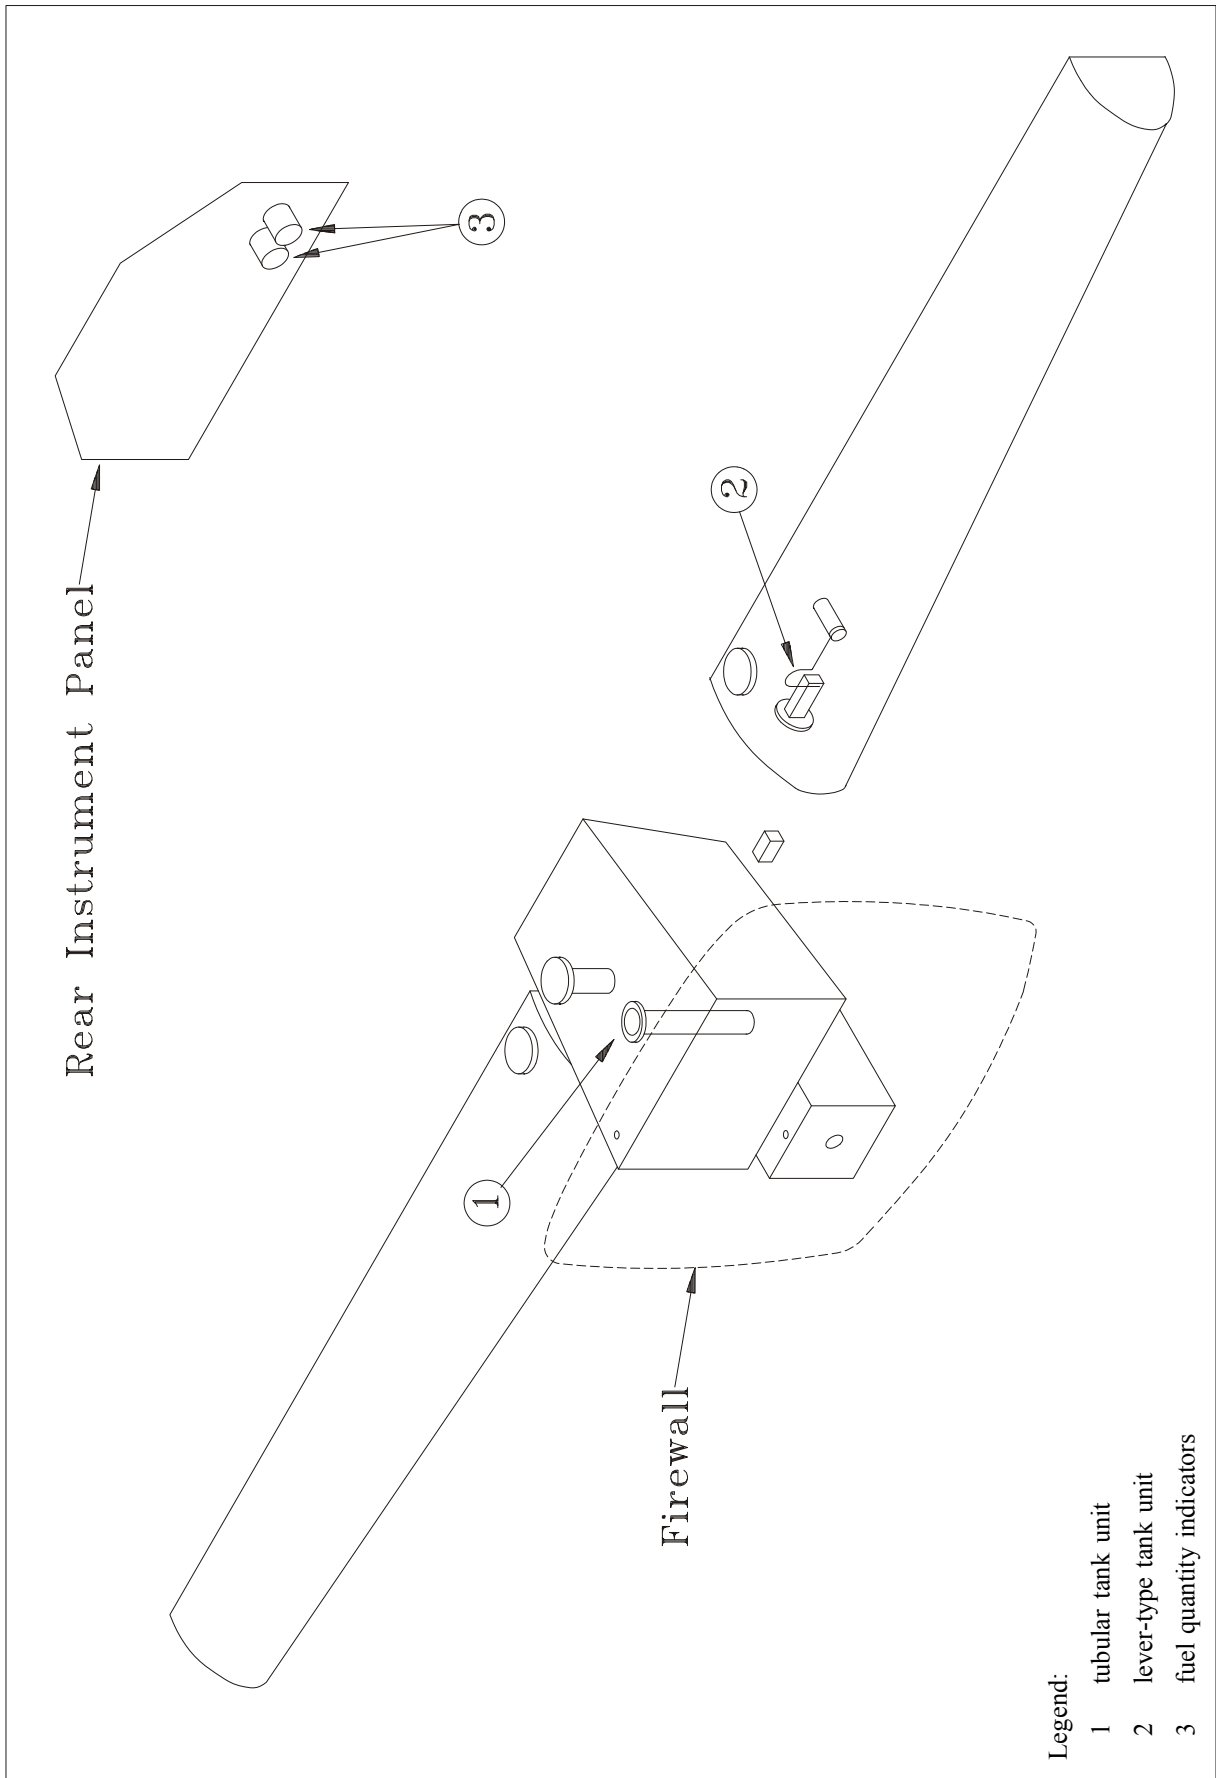 Rear Instrument Panel
3
2
1
Firewall
Legend:
1 tubular tank unit
2 lever-type tank unit
3 fuel quantity indicators